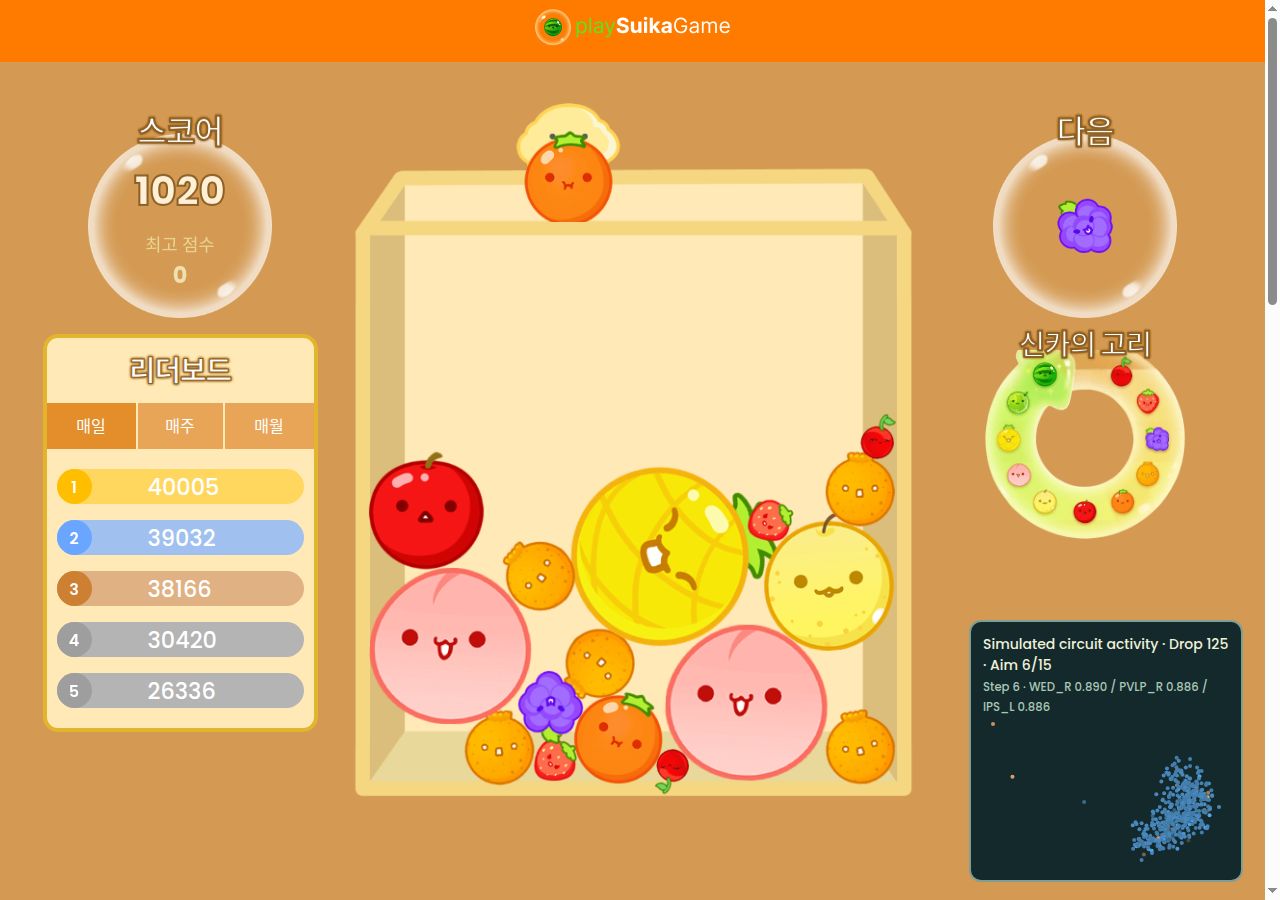 playSuikaGame
스코어
1020
최고 점수
0
다음
신카의 고리
리더보드
매일 매주 매월
1 40005
2 39032
3 38166
4 30420
5 26336
Simulated circuit activity · Drop 125
· Aim 6/15
Step 6 · WED_R 0.890 / PVLP_R 0.886 /
IPS_L 0.886